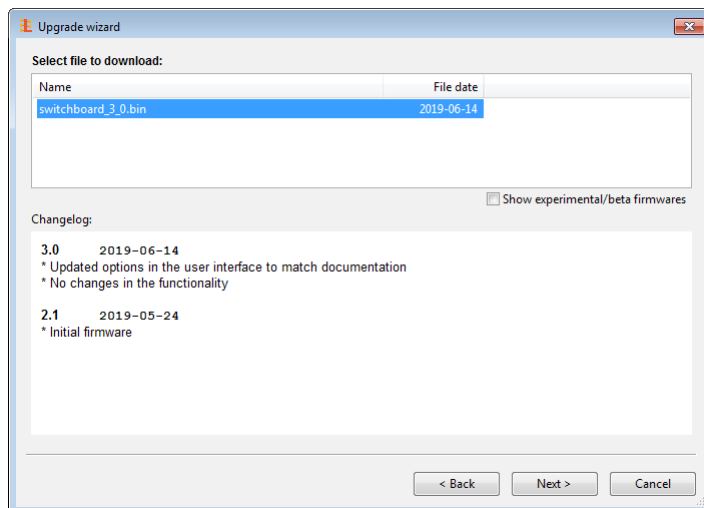 Upgrade wizard
Select file to download:
Name File date
switchboard_3_0.bin 2019-06-14
Show experimental/beta firmwares
Changelog:
3.0 2019-06-14
* Updated options in the user interface to match documentation
* No changes in the functionality
2.1 2019-05-24
* Initial firmware
< Back Next > Cancel